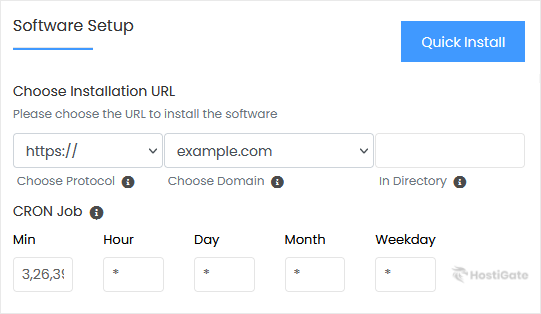 Software Setup
Quick Install
Choose Installation URL
Please choose the URL to install the software
https:// example.com
Choose Protocol Choose Domain In Directory
CRON Job
Min Hour Day Month Weekday
3,26,39 * * * *
HostiGate